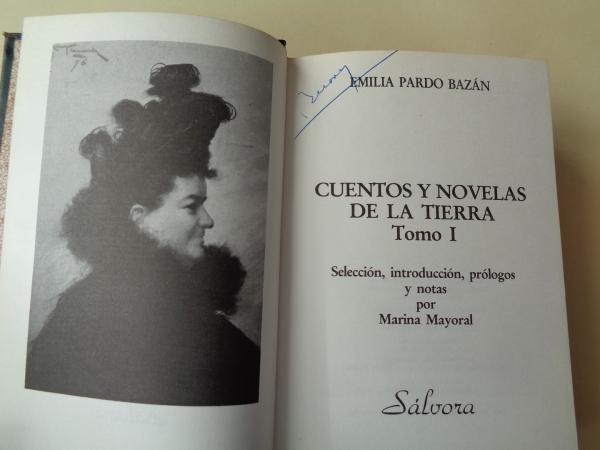 EMILIA PARDO BAZÁN
CUENTOS Y NOVELAS
DE LA TIERRA
Tomo I
Selección, introducción, prólogos
y notas
por
Marina Mayoral
Sálvora